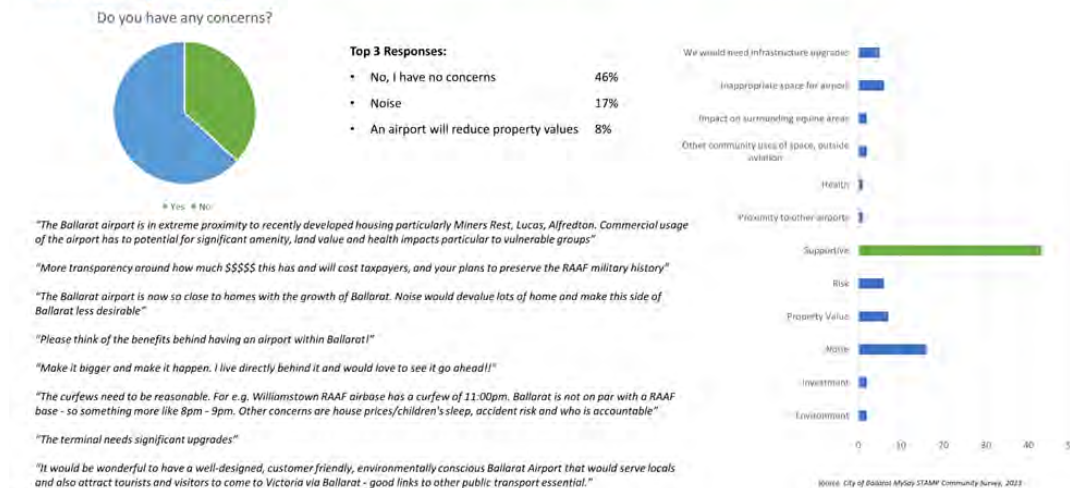 Do you have any concerns?
Yes No
Top 3 Responses:
• No, I have no concerns 46%
• Noise 17%
• An airport will reduce property values 8%
We would need infrastructure upgrades
Inappropriate space for airport
Impact on surrounding equine areas
Other community uses of space, outside
aviation
Health
Proximity to other airports
Supportive
Risk
Property Value
Noise
Investment
Environment
0 10 20 30 40 5
"The Ballarat airport is in extreme proximity to recently developed housing particularly Miners Rest, Lucas, Alfredton. Commercial usage
of the airport has to potential for significant amenity, land value and health impacts particular to vulnerable groups"
"More transparency around how much $$$$$ this has and will cost taxpayers, and your plans to preserve the RAAF military history"
"The Ballarat airport is now so close to homes with the growth of Ballarat. Noise would devalue lots of home and make this side of
Ballarat less desirable"
"Please think of the benefits behind having an airport within Ballarat!"
"Make it bigger and make it happen. I live directly behind it and would love to see it go ahead!!"
"The curfews need to be reasonable. For e.g. Williamstown RAAF airbase has a curfew of 11:00pm. Ballarat is not on par with a RAAF
base - so something more like 8pm - 9pm. Other concerns are house prices/children's sleep, accident risk and who is accountable"
"The terminal needs significant upgrades"
"It would be wonderful to have a well-designed, customer friendly, environmentally conscious Ballarat Airport that would serve locals
and also attract tourists and visitors to come to Victoria via Ballarat - good links to other public transport essential."
Source: City of Ballarat MySay STAMP Community Survey, 2023